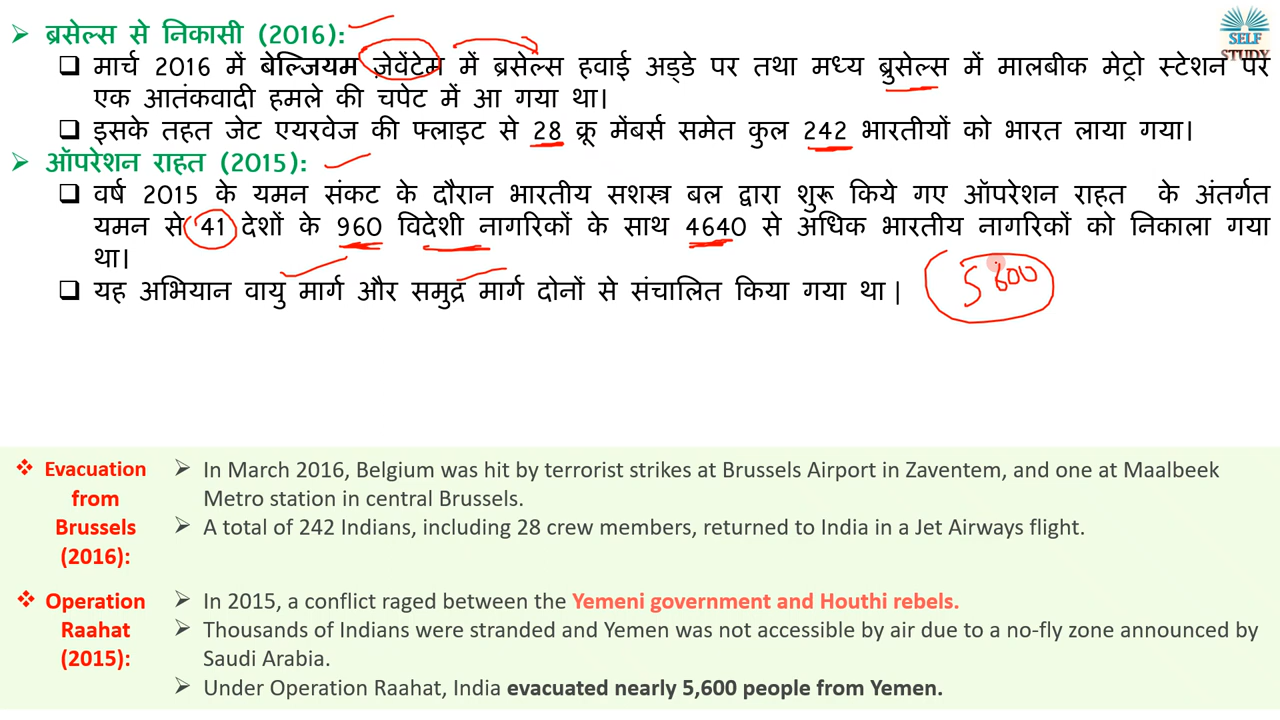 SELF
STUDY
➢ ब्रसेल्स से निकासी (2016):
❑ मार्च 2016 में बेल्जियम ज़ेवेंटेम में ब्रसेल्स हवाई अड्डे पर तथा मध्य ब्रुसेल्स में मालबीक मेट्रो स्टेशन पर
एक आतंकवादी हमले की चपेट में आ गया था।
❑ इसके तहत जेट एयरवेज की फ्लाइट से 28 क्रू मेंबर्स समेत कुल 242 भारतीयों को भारत लाया गया।
➢ ऑपरेशन राहत (2015):
❑ वर्ष 2015 के यमन संकट के दौरान भारतीय सशस्त्र बल द्वारा शुरू किये गए ऑपरेशन राहत के अंतर्गत
यमन से 41 देशों के 960 विदेशी नागरिकों के साथ 4640 से अधिक भारतीय नागरिकों को निकाला गया
था।
❑ यह अभियान वायु मार्ग और समुद्र मार्ग दोनों से संचालित किया गया था |
5600
❖ Evacuation from Brussels (2016):
➢ In March 2016, Belgium was hit by terrorist strikes at Brussels Airport in Zaventem, and one at Maalbeek
Metro station in central Brussels.
➢ A total of 242 Indians, including 28 crew members, returned to India in a Jet Airways flight.
❖ Operation Raahat (2015):
➢ In 2015, a conflict raged between the Yemeni government and Houthi rebels.
➢ Thousands of Indians were stranded and Yemen was not accessible by air due to a no-fly zone announced by
Saudi Arabia.
➢ Under Operation Raahat, India evacuated nearly 5,600 people from Yemen.